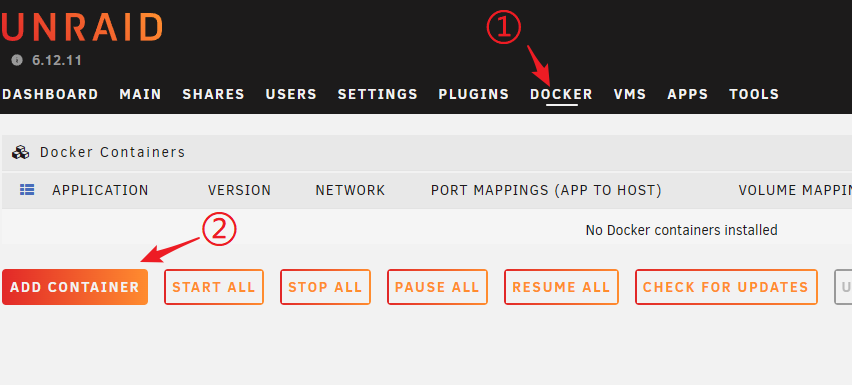 UNRAID
①
6.12.11
DASHBOARD MAIN SHARES USERS SETTINGS PLUGINS DOCKER VMS APPS TOOLS
Docker Containers
APPLICATION VERSION NETWORK PORT MAPPINGS (APP TO HOST) VOLUME MAPPIN
No Docker containers installed
②
ADD CONTAINER START ALL STOP ALL PAUSE ALL RESUME ALL CHECK FOR UPDATES U